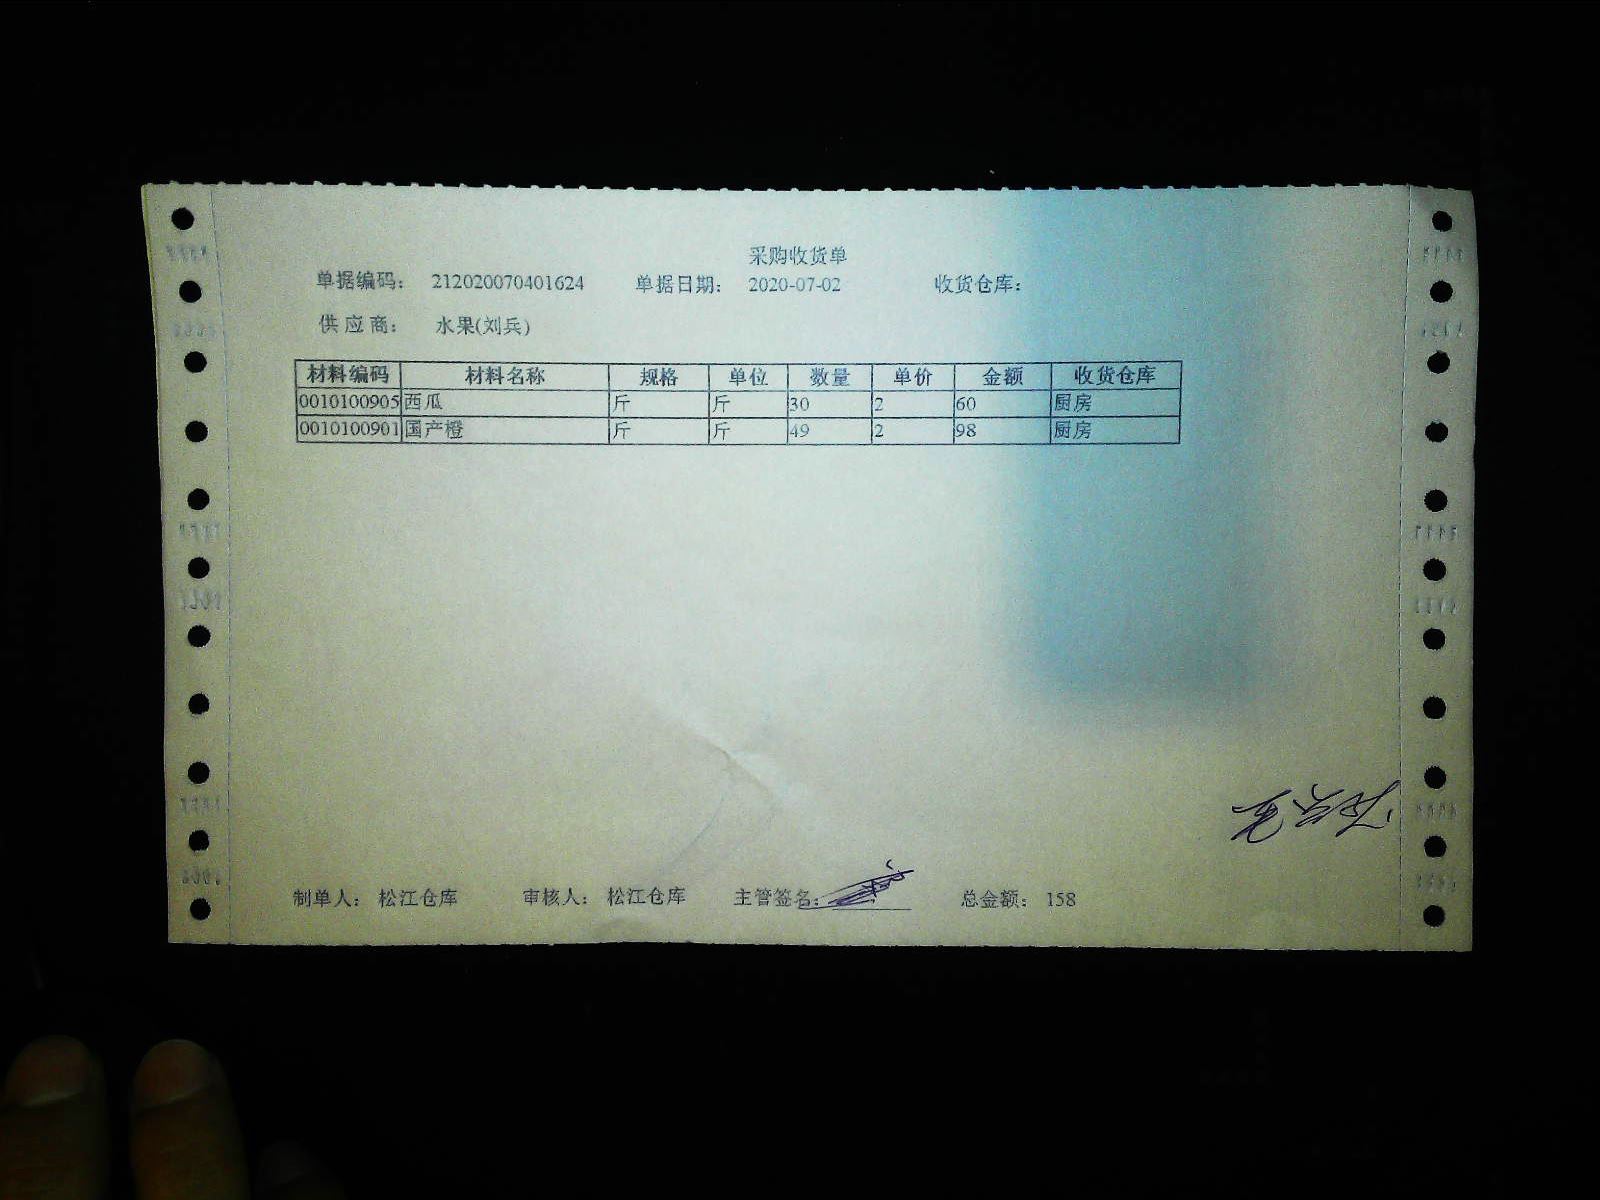 采购收货单
单据编码： 212020070401624 单据日期： 2020-07-02 收货仓库：
供应商： 水果(刘兵)
材料编码 材料名称 规格 单位 数量 单价 金额 收货仓库
0010100905 西瓜 斤 斤 30 2 60 厨房
0010100901 国产橙 斤 斤 49 2 98 厨房
制单人： 松江仓库 审核人： 松江仓库 主管签名： 总金额： 158